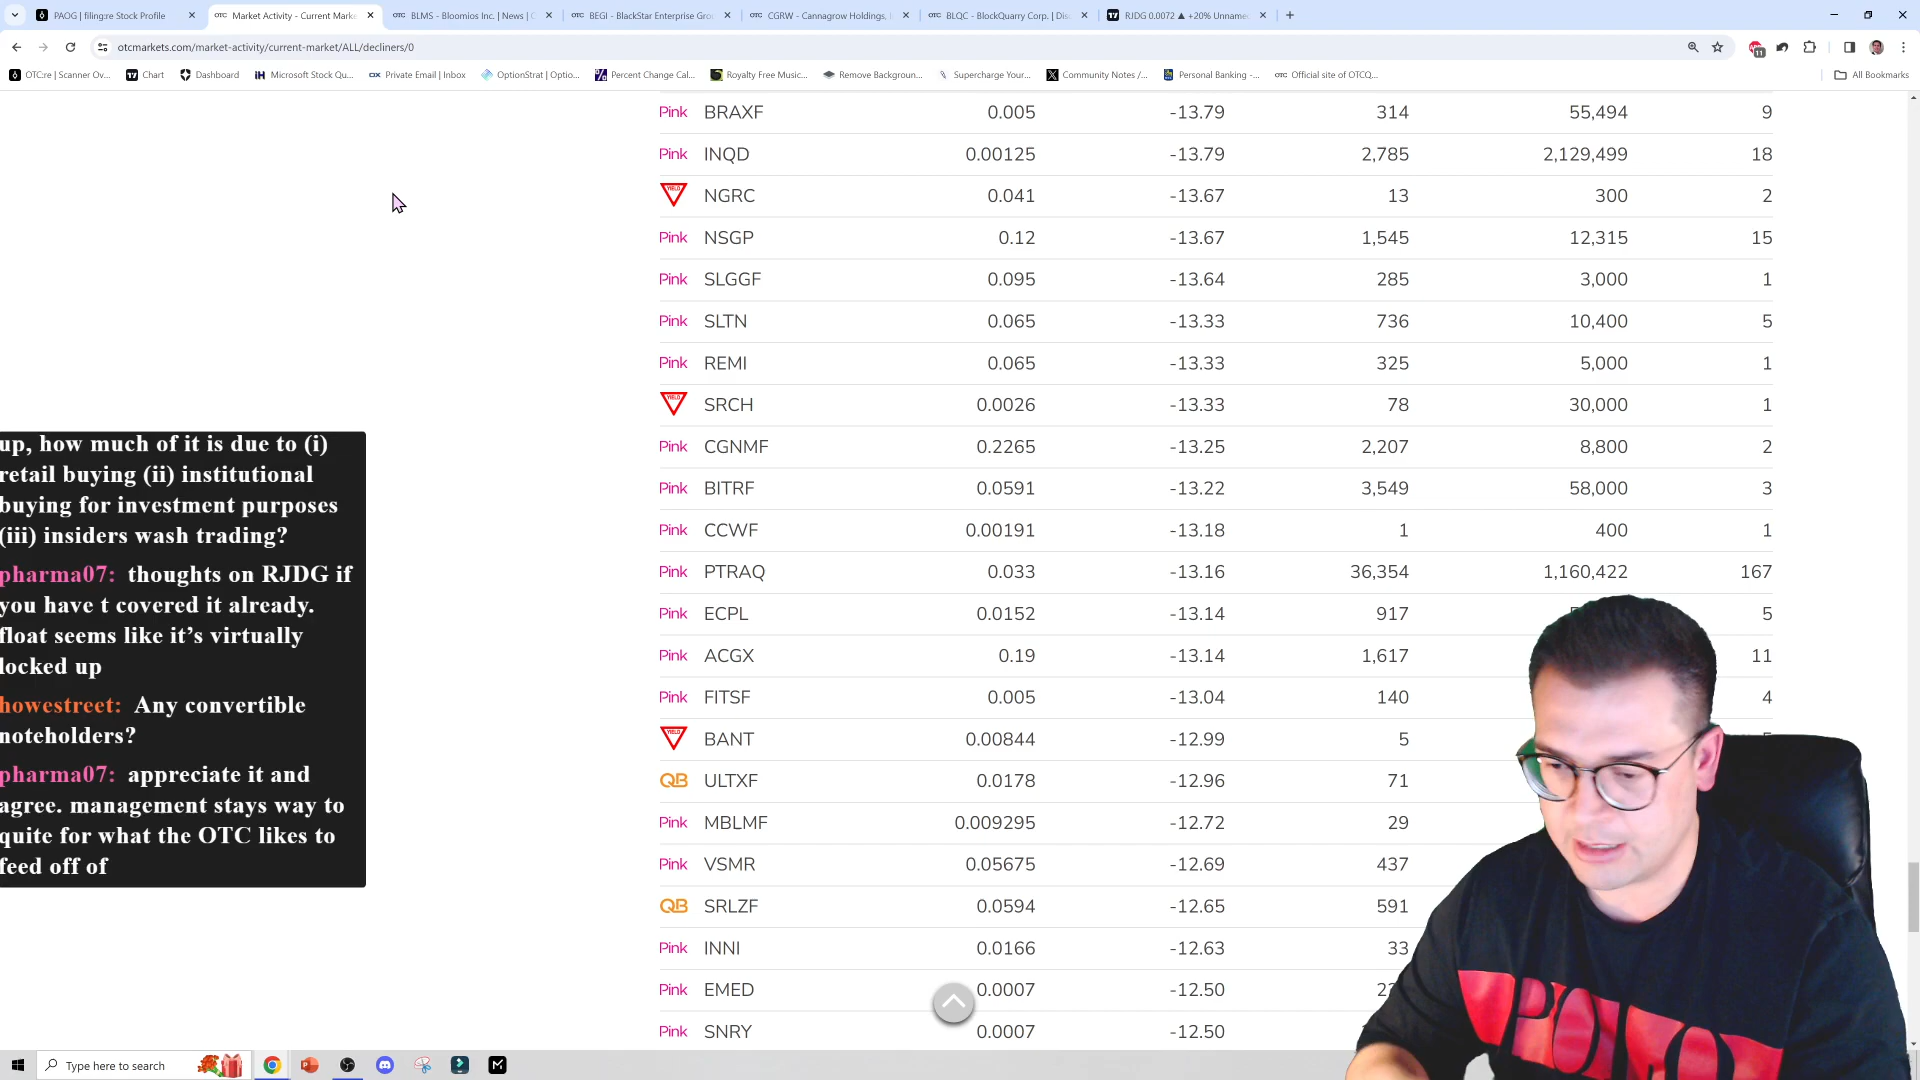 PAOG | filing:re Stock Profile
Market Activity - Current Mark
BLMS - Bloomios Inc. | News |
BEGI - BlackStar Enterprise Gro
CGRW - Cannagrow Holdings,
BLQC - BlockQuarry Corp. | Dis
RJDG 0.0072 ▲ +20% Unname
otcmarkets.com/market-activity/current-market/ALL/decliners/0
11
OTC:re | Scanner Ov...
Chart
Dashboard
Microsoft Stock Qu...
Private Email | Inbox
OptionStrat | Optio...
Percent Change Cal...
Royalty Free Music...
Remove Backgroun...
Supercharge Your...
Community Notes /...
Personal Banking -...
Official site of OTCQ...
All Bookmarks
Pink BRAXF 0.005 -13.79 314 55,494 9
Pink INQD 0.00125 -13.79 2,785 2,129,499 18
YIELD NGRC 0.041 -13.67 13 300 2
Pink NSGP 0.12 -13.67 1,545 12,315 15
Pink SLGGF 0.095 -13.64 285 3,000 1
Pink SLTN 0.065 -13.33 736 10,400 5
Pink REMI 0.065 -13.33 325 5,000 1
YIELD SRCH 0.0026 -13.33 78 30,000 1
Pink CGNMF 0.2265 -13.25 2,207 8,800 2
Pink BITRF 0.0591 -13.22 3,549 58,000 3
Pink CCWF 0.00191 -13.18 1 400 1
Pink PTRAQ 0.033 -13.16 36,354 1,160,422 167
Pink ECPL 0.0152 -13.14 917 5
Pink ACGX 0.19 -13.14 1,617 11
Pink FITSF 0.005 -13.04 140 4
YIELD BANT 0.00844 -12.99 5
QB ULTXF 0.0178 -12.96 71
Pink MBLMF 0.009295 -12.72 29
Pink VSMR 0.05675 -12.69 437
QB SRLZF 0.0594 -12.65 591
Pink INNI 0.0166 -12.63 33
Pink EMED 0.0007 -12.50
Pink SNRY 0.0007 -12.50
up, how much of it is due to (i)
retail buying (ii) institutional
buying for investment purposes
(iii) insiders wash trading?
pharma07: thoughts on RJDG if
you have t covered it already.
float seems like it's virtually
locked up
howestreet: Any convertible
noteholders?
pharma07: appreciate it and
agree. management stays way to
quite for what the OTC likes to
feed off of
Type here to search